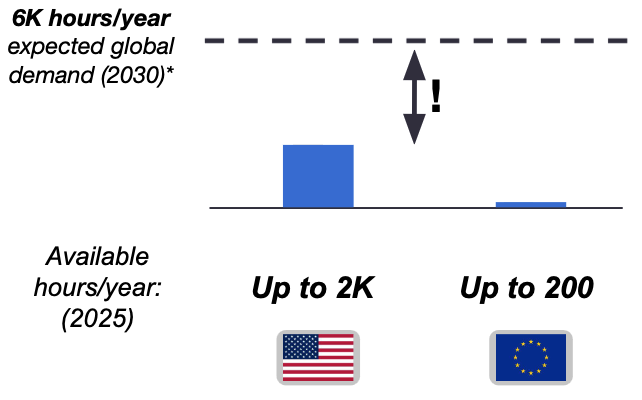 6K hours/year
expected global
demand (2030)*
!
Available
hours/year:
(2025)
Up to 2K
Up to 200